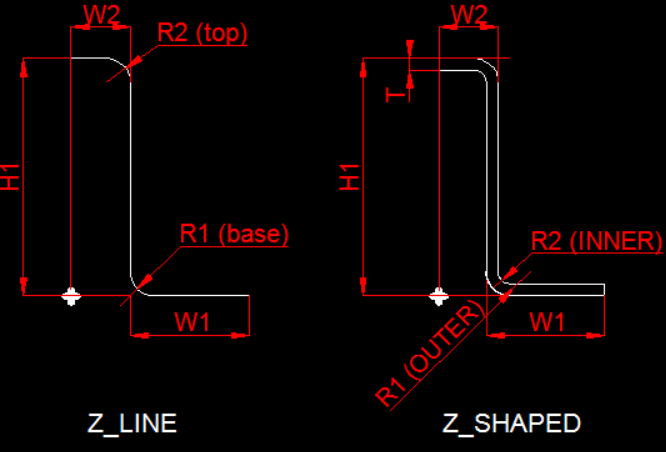 W2
R2 (top)
H1
R1 (base)
W1
Z_LINE
W2
T
H1
R2 (INNER)
R1 (OUTER)
W1
Z_SHAPED